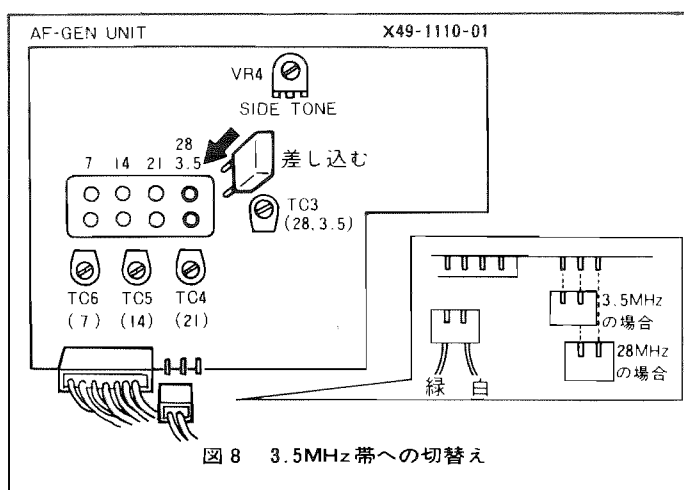 AF-GEN UNIT X49-1110-01
VR4
SIDE TONE
28
7 14 21 3.5
差し込む
TC3
(28, 3.5)
TC6 TC5 TC4
(7) (14) (21)
3.5MHz
の場合
28MHz
の場合
緑 白
図8 3.5MHz帯への切替え